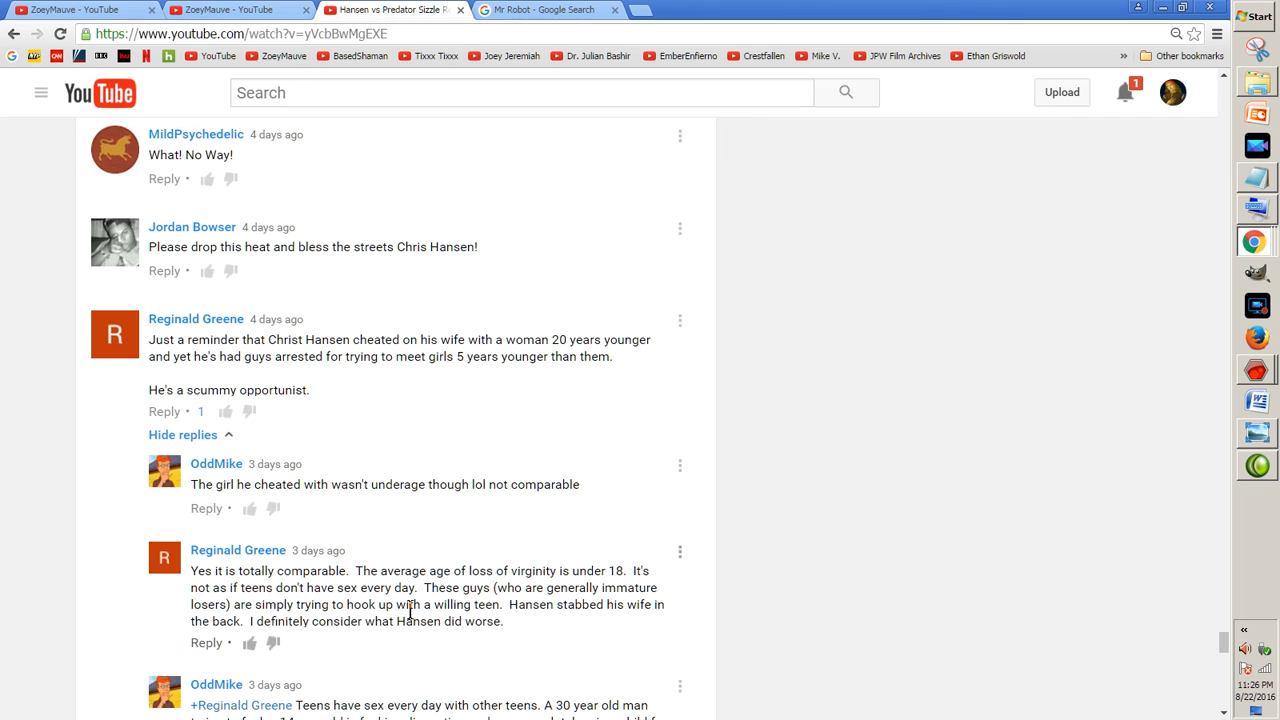 ZoeyMauve - YouTube
ZoeyMauve - YouTube
Hansen vs Predator Sizzle R
Mr Robot - Google Search
https://www.youtube.com/watch?v=yVcbBwMgEXE
YouTube
ZoeyMauve
BasedShaman
Tixxx Tixxx
Joey Jeremiah
Dr. Julian Bashir
EmberEnfierno
Crestfallen
Mike V.
JPW Film Archives
Ethan Griswold
Other bookmarks
Start
YouTube
Search
Upload
1
MildPsychedelic 4 days ago
What! No Way!
Reply •
Jordan Bowser 4 days ago
Please drop this heat and bless the streets Chris Hansen!
Reply •
R
Reginald Greene 4 days ago
Just a reminder that Christ Hansen cheated on his wife with a woman 20 years younger
and yet he's had guys arrested for trying to meet girls 5 years younger than them.
He's a scummy opportunist.
Reply • 1
Hide replies
OddMike 3 days ago
The girl he cheated with wasn't underage though lol not comparable
Reply •
R
Reginald Greene 3 days ago
Yes it is totally comparable. The average age of loss of virginity is under 18. It's
not as if teens don't have sex every day. These guys (who are generally immature
losers) are simply trying to hook up with a willing teen. Hansen stabbed his wife in
the back. I definitely consider what Hansen did worse.
Reply •
OddMike 3 days ago
+Reginald Greene Teens have sex every day with other teens. A 30 year old man
11:26 PM
8/22/2016